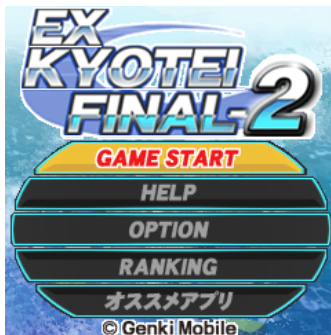 EX
KYOTEI
FINAL-2
GAME START
HELP
OPTION
RANKING
オススメアプリ
© Genki Mobile